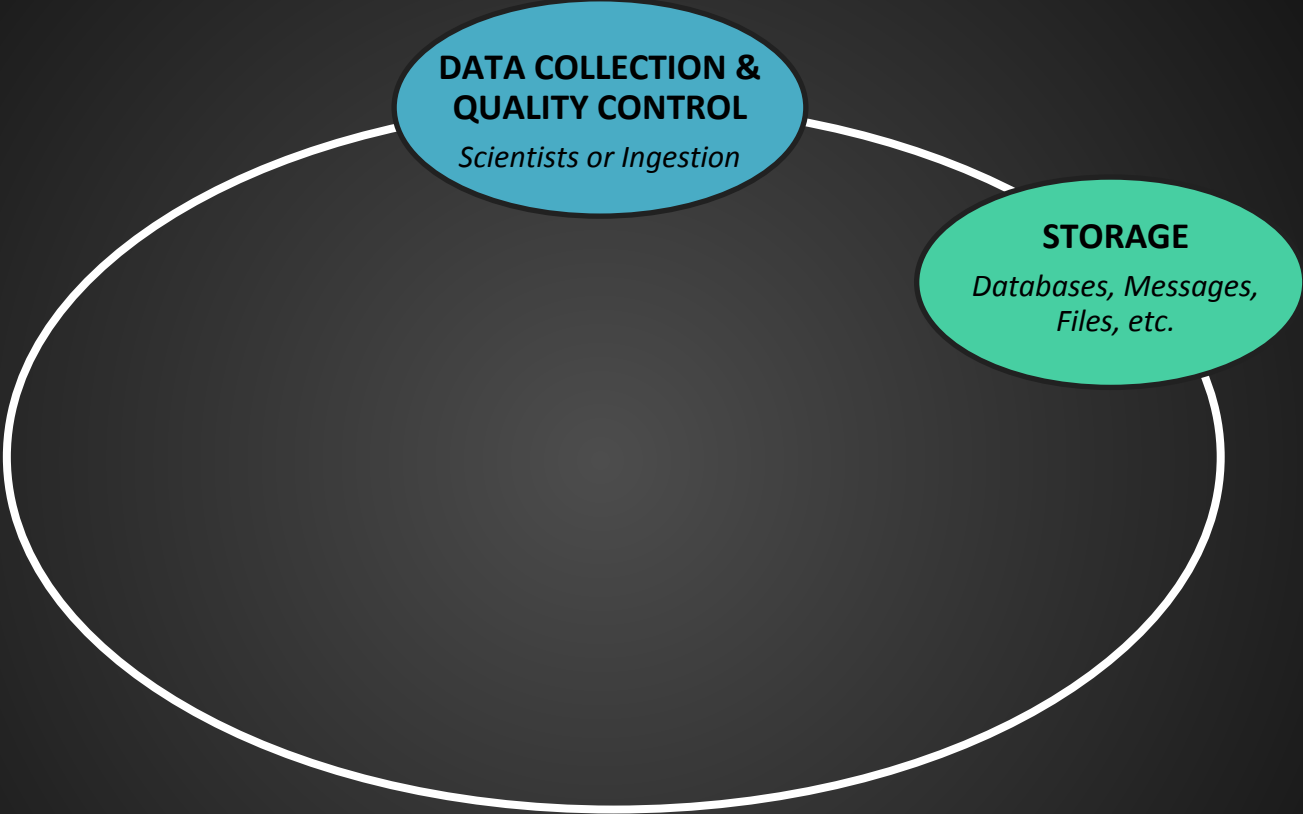 DATA COLLECTION &
QUALITY CONTROL
Scientists or Ingestion
STORAGE
Databases, Messages,
Files, etc.